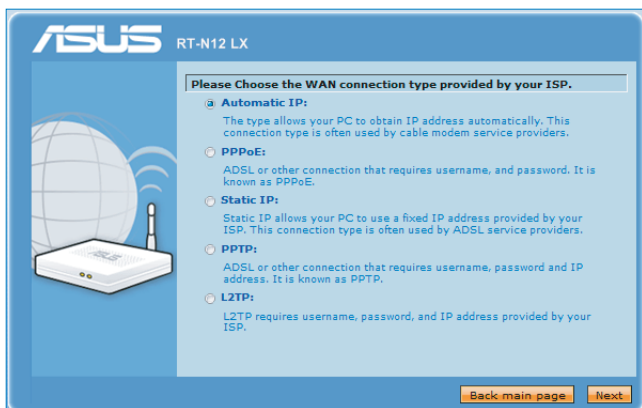 ASUS RT-N12 LX
Please Choose the WAN connection type provided by your ISP.
Automatic IP:
The type allows your PC to obtain IP address automatically. This
connection type is often used by cable modem service providers.
PPPoE:
ADSL or other connection that requires username, and password. It is
known as PPPoE.
Static IP:
Static IP allows your PC to use a fixed IP address provided by your
ISP. This connection type is often used by ADSL service providers.
PPTP:
ADSL or other connection that requires username, password and IP
address. It is known as PPTP.
L2TP:
L2TP requires username, password, and IP address provided by your
ISP.
ASUS
Back main page Next